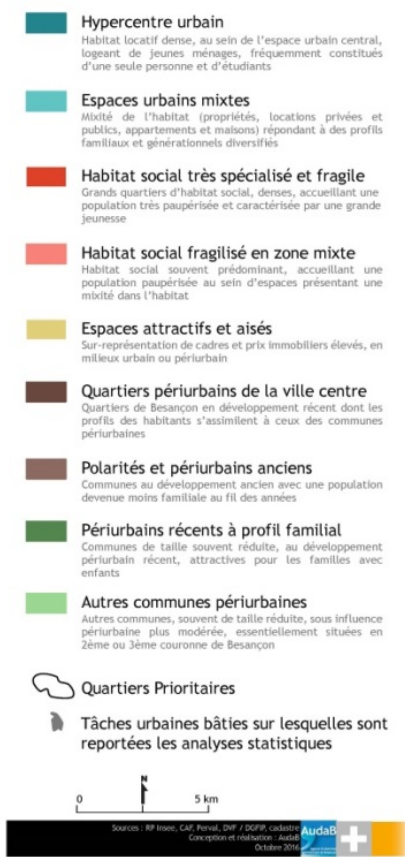 Hypercentre urbain
Habitat locatif dense, au sein de l'espace urbain central,
logeant de jeunes ménages, fréquemment constitués
d'une seule personne et d'étudiants
Espaces urbains mixtes
Mixité de l'habitat (propriétés, locations privées et
publics, appartements et maisons) répondant à des profils
familiaux et générationnels diversifiés
Habitat social très spécialisé et fragile
Grands quartiers d'habitat social, denses, accueillant une
population très paupérisée et caractérisée par une grande
jeunesse
Habitat social fragilisé en zone mixte
Habitat social souvent prédominant, accueillant une
population paupérisée au sein d'espaces présentant une
mixité dans l'habitat
Espaces attractifs et aisés
Sur-représentation de cadres et prix immobiliers élevés, en
milieux urbain ou périurbain
Quartiers périurbains de la ville centre
Quartiers de Besançon en développement récent dont les
profils des habitants s'assimilent à ceux des communes
périurbaines
Polarités et périurbains anciens
Communes au développement ancien avec une population
devenue moins familiale au fil des années
Périurbains récents à profil familial
Communes de taille souvent réduite, au développement
périurbain récent, attractives pour les familles avec
enfants
Autres communes périurbaines
Autres communes, souvent de taille réduite, sous influence
périurbaine plus modérée, essentiellement situées en
2ème ou 3ème couronne de Besançon
Quartiers Prioritaires
Tâches urbaines bâties sur lesquelles sont
reportées les analyses statistiques
N
0 5 km
Sources : RP Insee, CAF, Perval, DVF / DGFIP, cadastre
Conception et réalisation : AudaB
Octobre 2016
AudaB